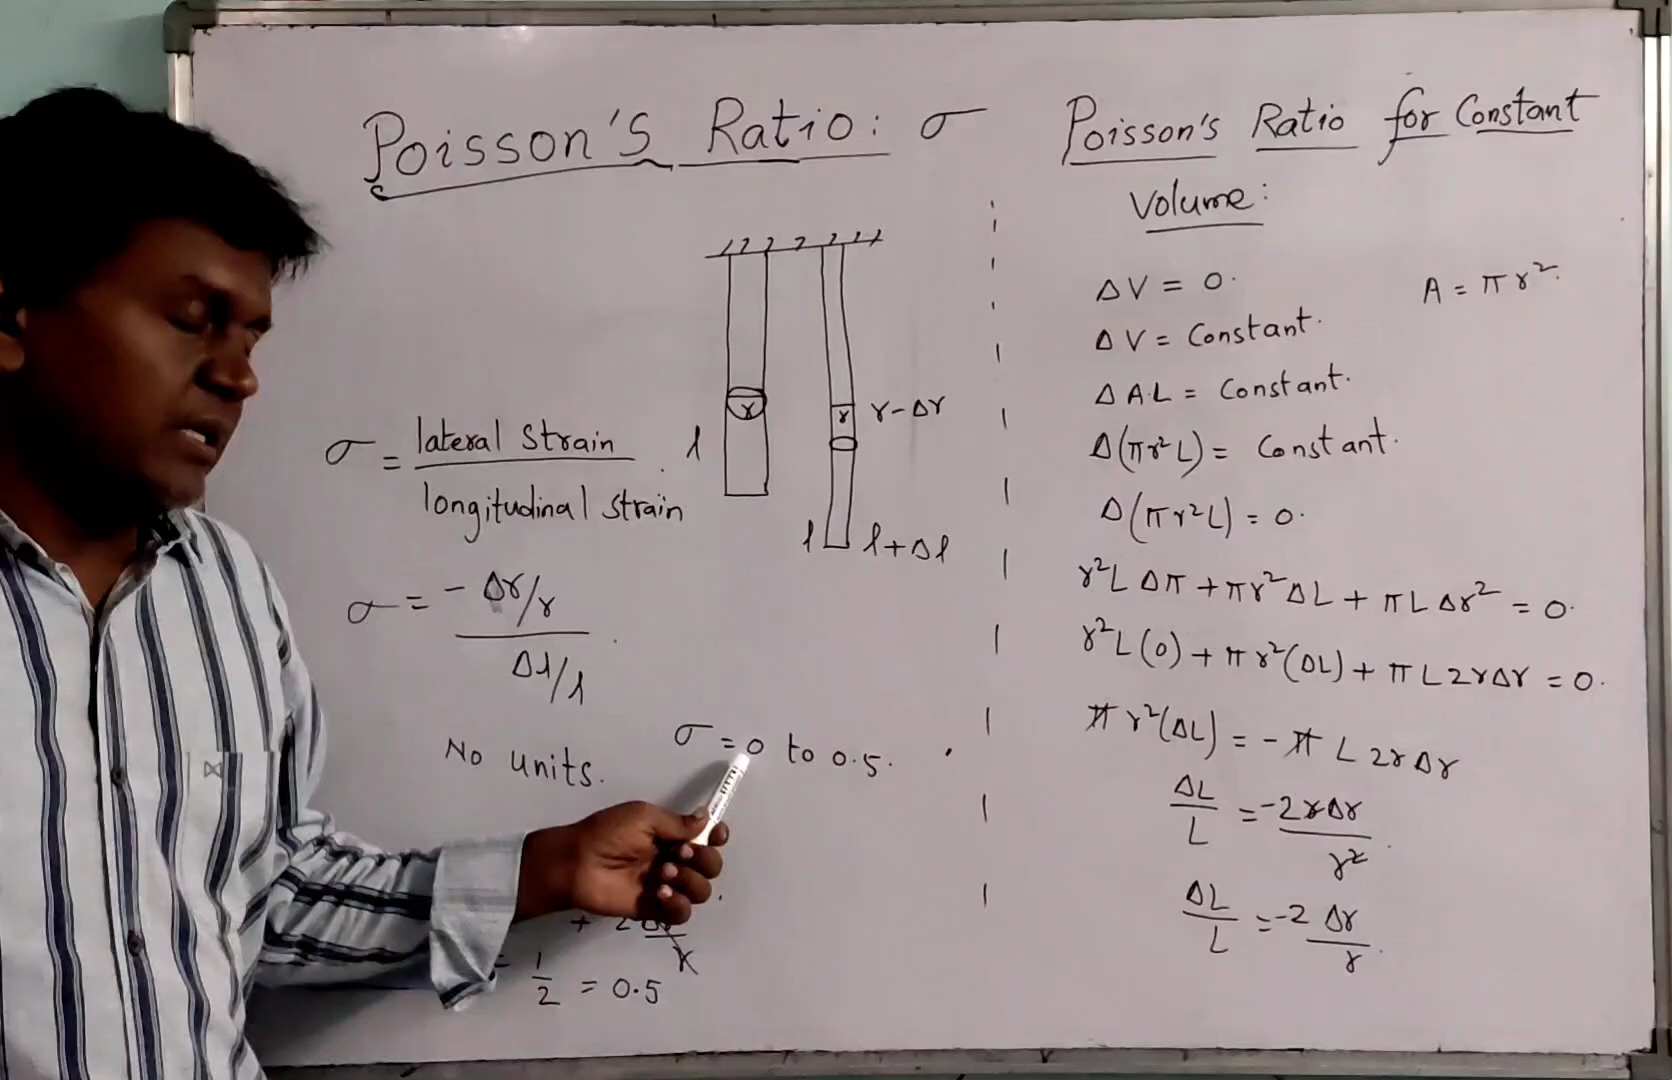 Poisson's Ratio: σ
l
r
r
r-Δr
l
l+Δl
σ = lateral strain / longitudinal strain
σ = -Δr/r / Δl/l
No units.
σ = 0 to 0.5.
+ 2Δr / r
= 1/2 = 0.5
Poisson's Ratio for Constant
Volume:
ΔV = 0.
A = πr².
ΔV = Constant.
ΔA.L = Constant.
Δ(πr²L) = Constant.
Δ(πr²L) = 0.
r²LΔπ + πr²ΔL + πLΔr² = 0.
r²L(0) + πr²(ΔL) + πL2rΔr = 0.
πr²(ΔL) = -πL2rΔr
ΔL/L = -2rΔr/r²
ΔL/L = -2Δr/r.